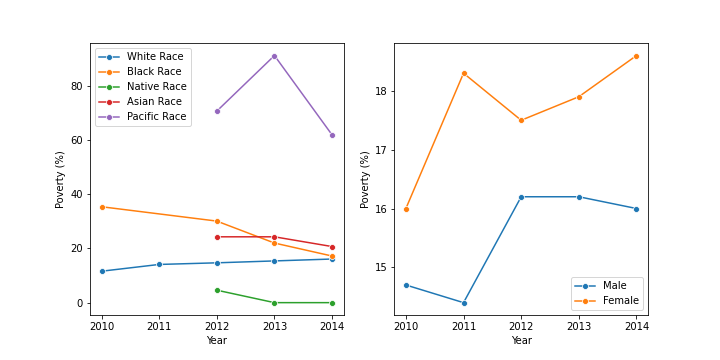 White Race
Black Race
Native Race
Asian Race
Pacific Race
80
60
40
20
0
Poverty (%)
2010 2011 2012 2013 2014
Year
18
17
16
15
Poverty (%)
Male
Female
2010 2011 2012 2013 2014
Year